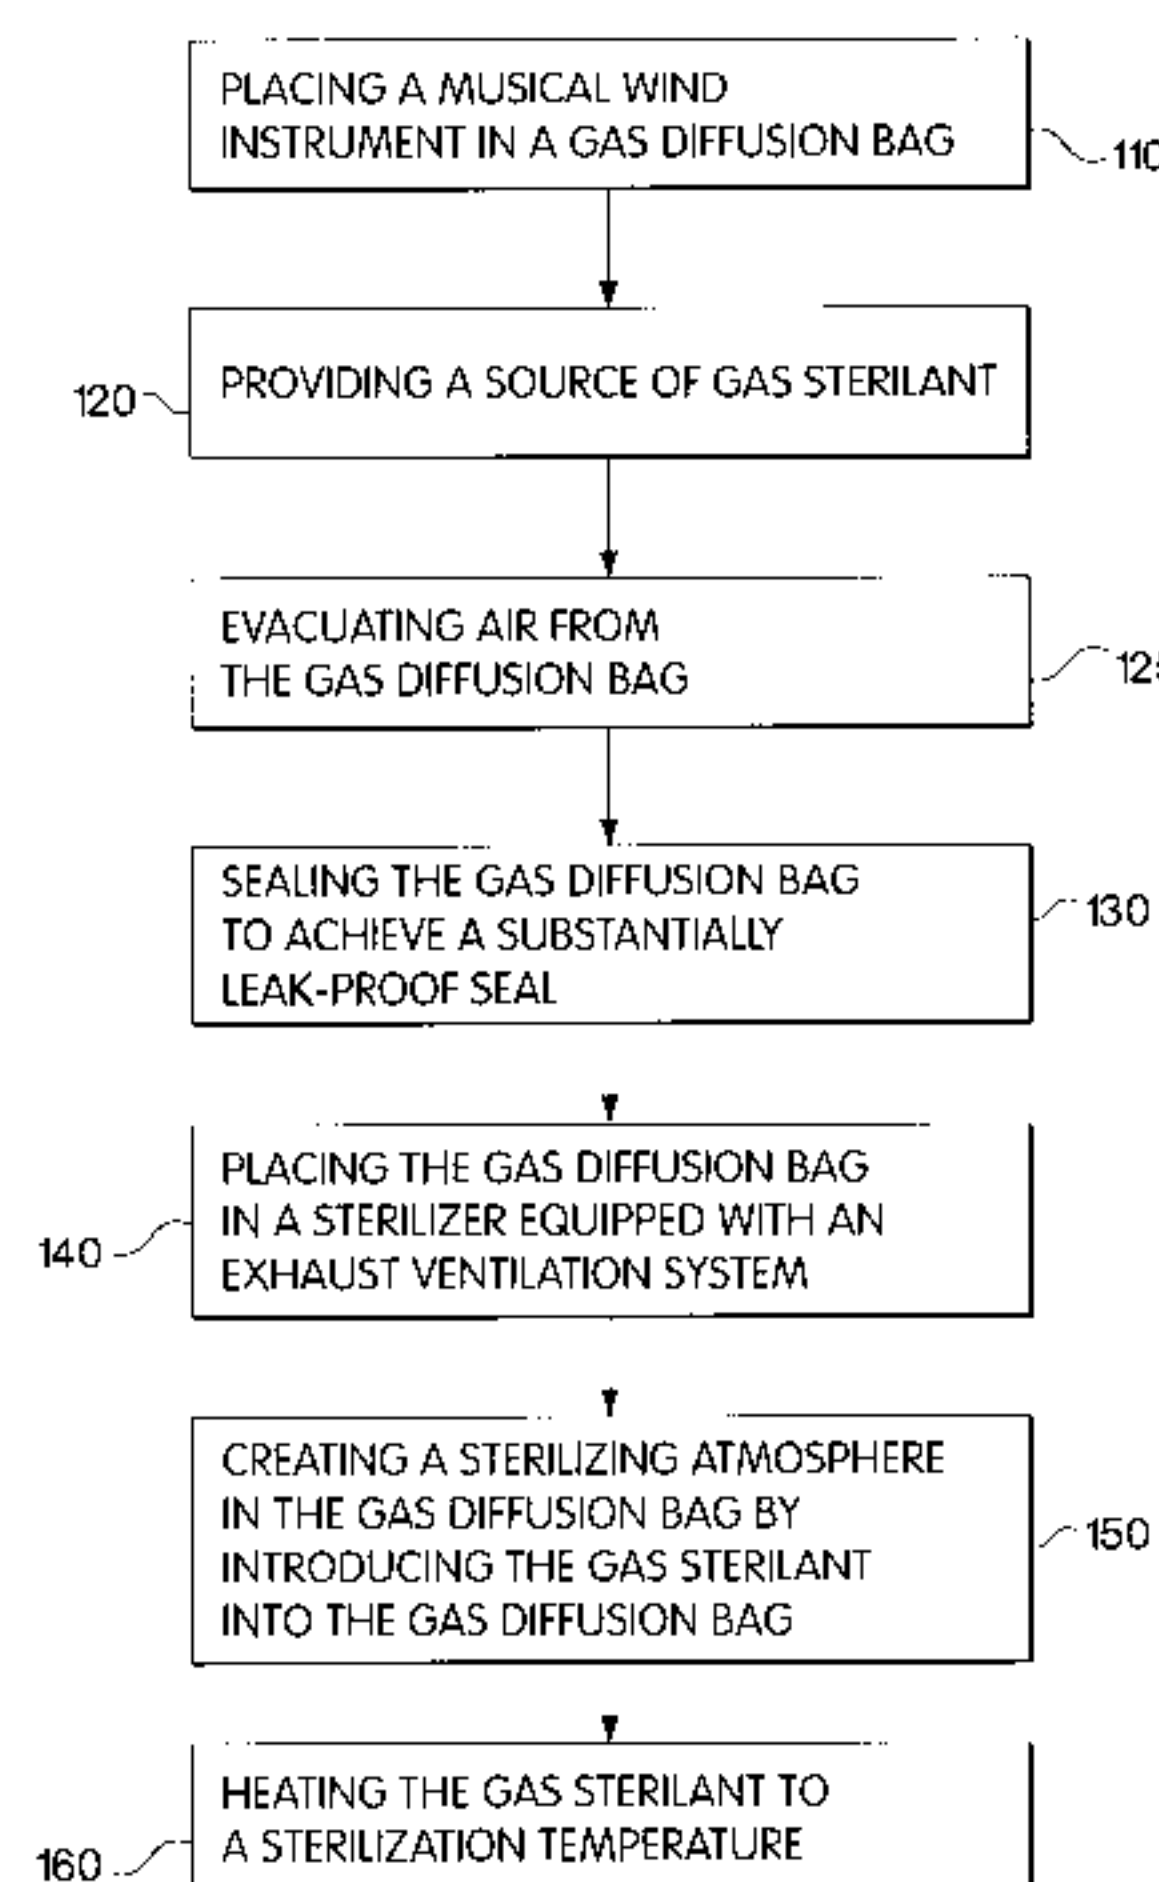 PLACING A MUSICAL WIND
INSTRUMENT IN A GAS DIFFUSION BAG
110
PROVIDING A SOURCE OF GAS STERILANT
120
EVACUATING AIR FROM
THE GAS DIFFUSION BAG
SEALING THE GAS DIFFUSION BAG
TO ACHIEVE A SUBSTANTIALLY
LEAK-PROOF SEAL
130
PLACING THE GAS DIFFUSION BAG
IN A STERILIZER EQUIPPED WITH AN
EXHAUST VENTILATION SYSTEM
140
CREATING A STERILIZING ATMOSPHERE
IN THE GAS DIFFUSION BAG BY
INTRODUCING THE GAS STERILANT
INTO THE GAS DIFFUSION BAG
150
HEATING THE GAS STERILANT TO
A STERILIZATION TEMPERATURE
160